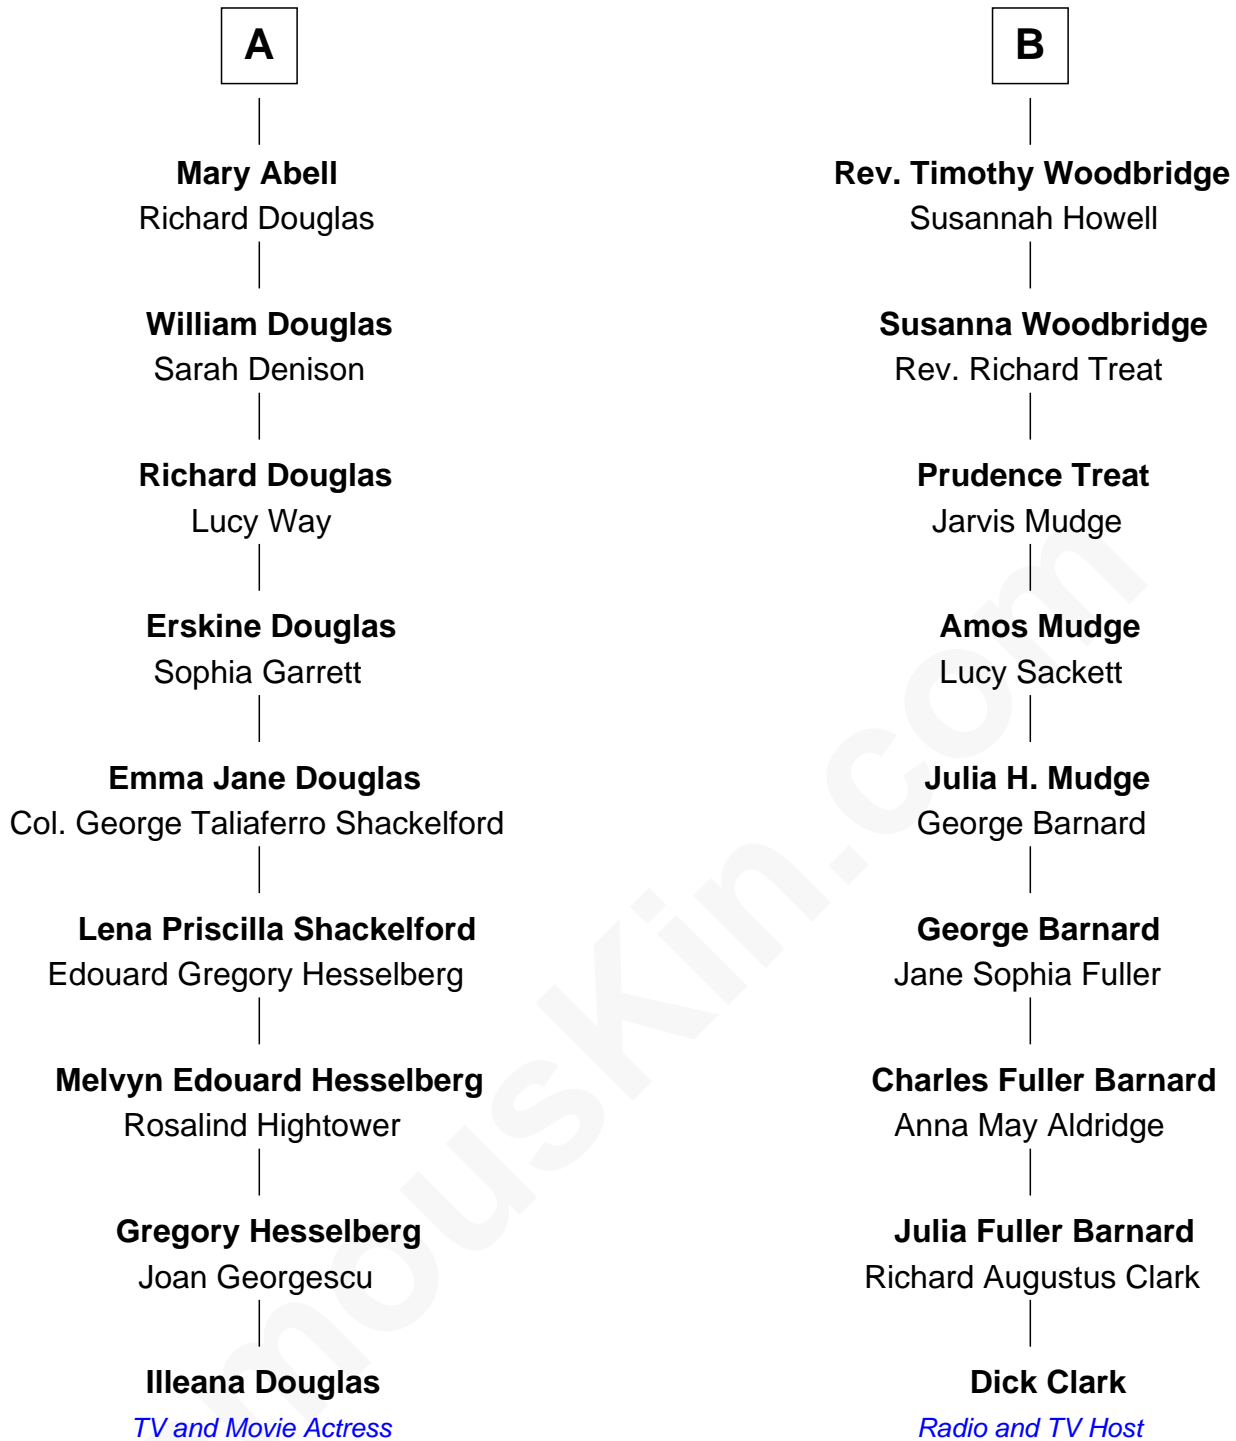 A
Mary Abell
Richard Douglas
William Douglas
Sarah Denison
Richard Douglas
Lucy Way
Erskine Douglas
Sophia Garrett
Emma Jane Douglas
Col. George Taliaferro Shackelford
Lena Priscilla Shackelford
Edouard Gregory Hesselberg
Melvyn Edouard Hesselberg
Rosalind Hightower
Gregory Hesselberg
Joan Georgescu
Illeana Douglas
TV and Movie Actress
B
Rev. Timothy Woodbridge
Susannah Howell
Susanna Woodbridge
Rev. Richard Treat
Prudence Treat
Jarvis Mudge
Amos Mudge
Lucy Sackett
Julia H. Mudge
George Barnard
George Barnard
Jane Sophia Fuller
Charles Fuller Barnard
Anna May Aldridge
Julia Fuller Barnard
Richard Augustus Clark
Dick Clark
Radio and TV Host
mousKin.com